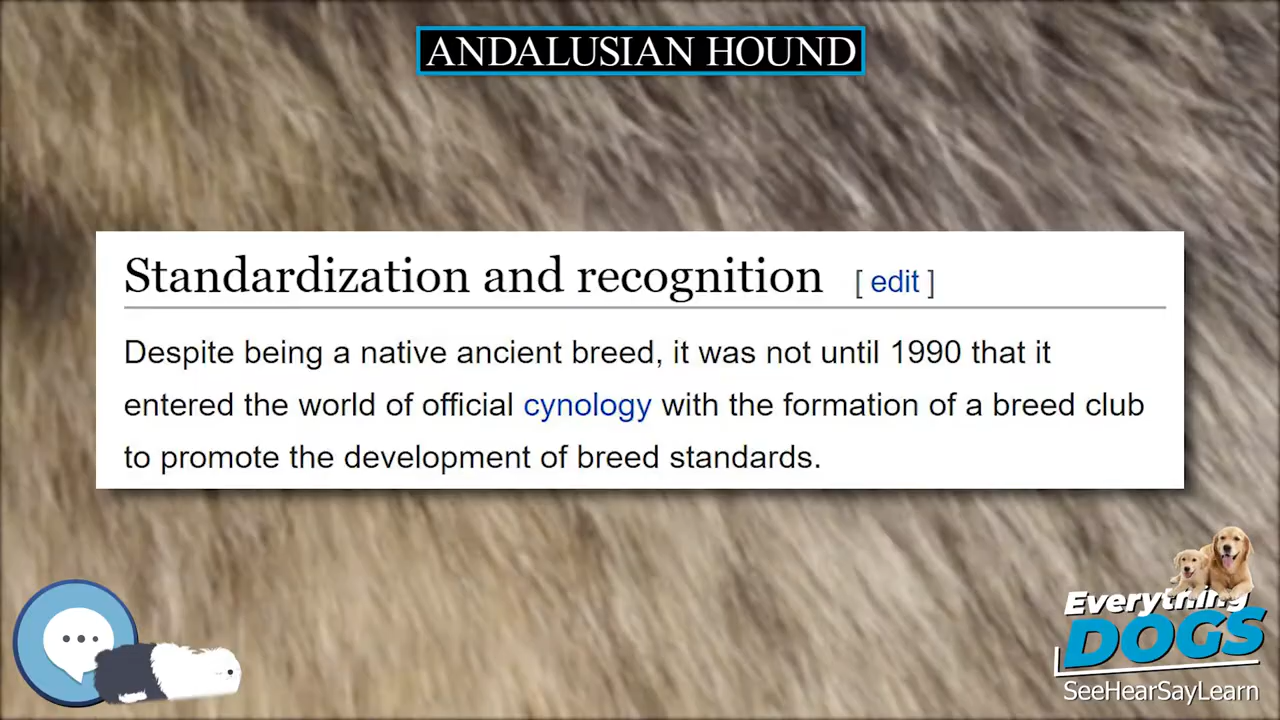 ANDALUSIAN HOUND
Standardization and recognition [ edit ]
Despite being a native ancient breed, it was not until 1990 that it
entered the world of official cynology with the formation of a breed club
to promote the development of breed standards.
Everything
DOGS
SeeHearSayLearn